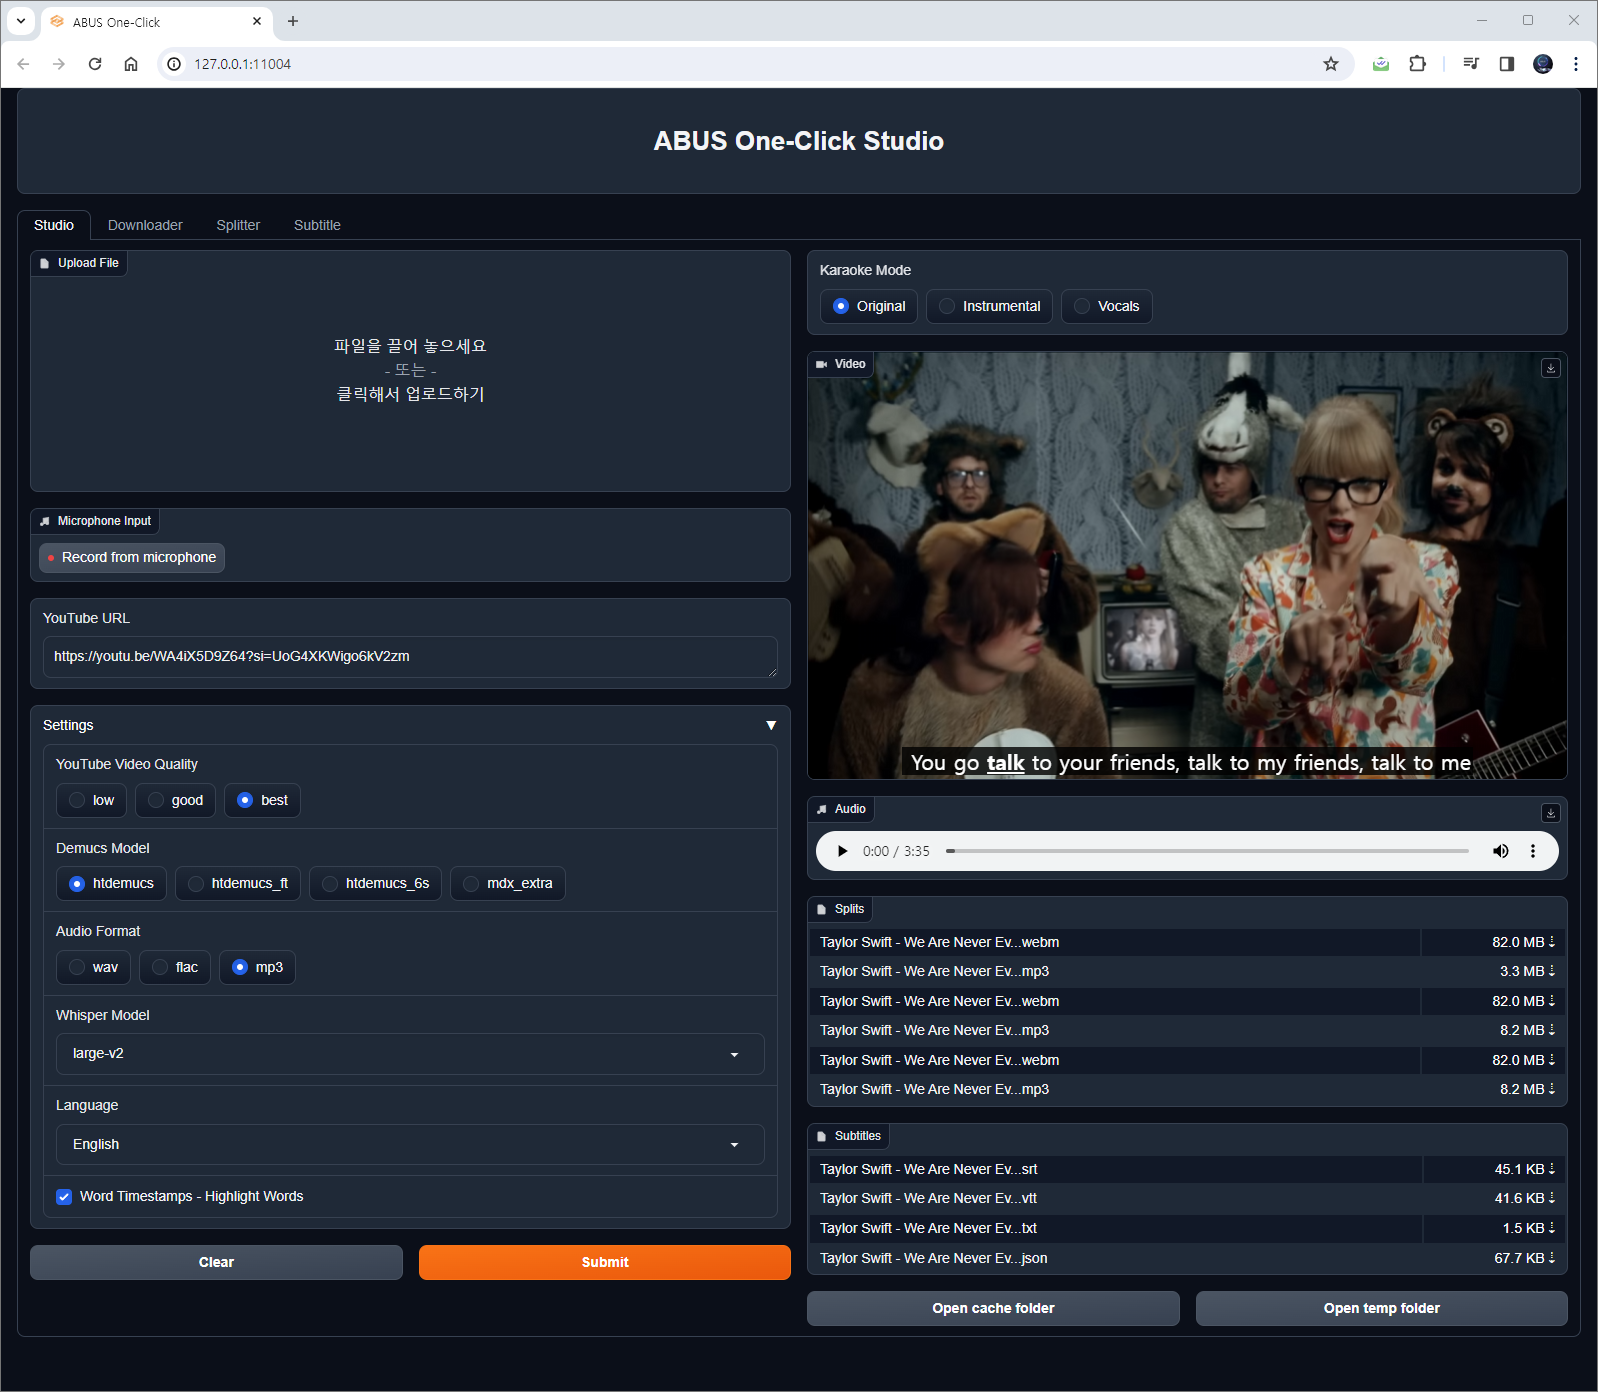 ABUS One-Click
127.0.0.1:11004
ABUS One-Click Studio
Studio
Downloader
Splitter
Subtitle
Upload File
파일을 끌어 놓으세요
- 또는 -
클릭해서 업로드하기
Microphone Input
Record from microphone
YouTube URL
https://youtu.be/WA4iX5D9Z64?si=UoG4XKWigo6kV2zm
Settings
YouTube Video Quality
low
good
best
Demucs Model
htdemucs
htdemucs_ft
htdemucs_6s
mdx_extra
Audio Format
wav
flac
mp3
Whisper Model
large-v2
Language
English
Word Timestamps - Highlight Words
Clear
Submit
Karaoke Mode
Original
Instrumental
Vocals
Video
You go talk to your friends, talk to my friends, talk to me
Audio
0:00 / 3:35
Splits
Taylor Swift - We Are Never Ev...webm 82.0 MB
Taylor Swift - We Are Never Ev...mp3 3.3 MB
Taylor Swift - We Are Never Ev...webm 82.0 MB
Taylor Swift - We Are Never Ev...mp3 8.2 MB
Taylor Swift - We Are Never Ev...webm 82.0 MB
Taylor Swift - We Are Never Ev...mp3 8.2 MB
Subtitles
Taylor Swift - We Are Never Ev...srt 45.1 KB
Taylor Swift - We Are Never Ev...vtt 41.6 KB
Taylor Swift - We Are Never Ev...txt 1.5 KB
Taylor Swift - We Are Never Ev...json 67.7 KB
Open cache folder
Open temp folder